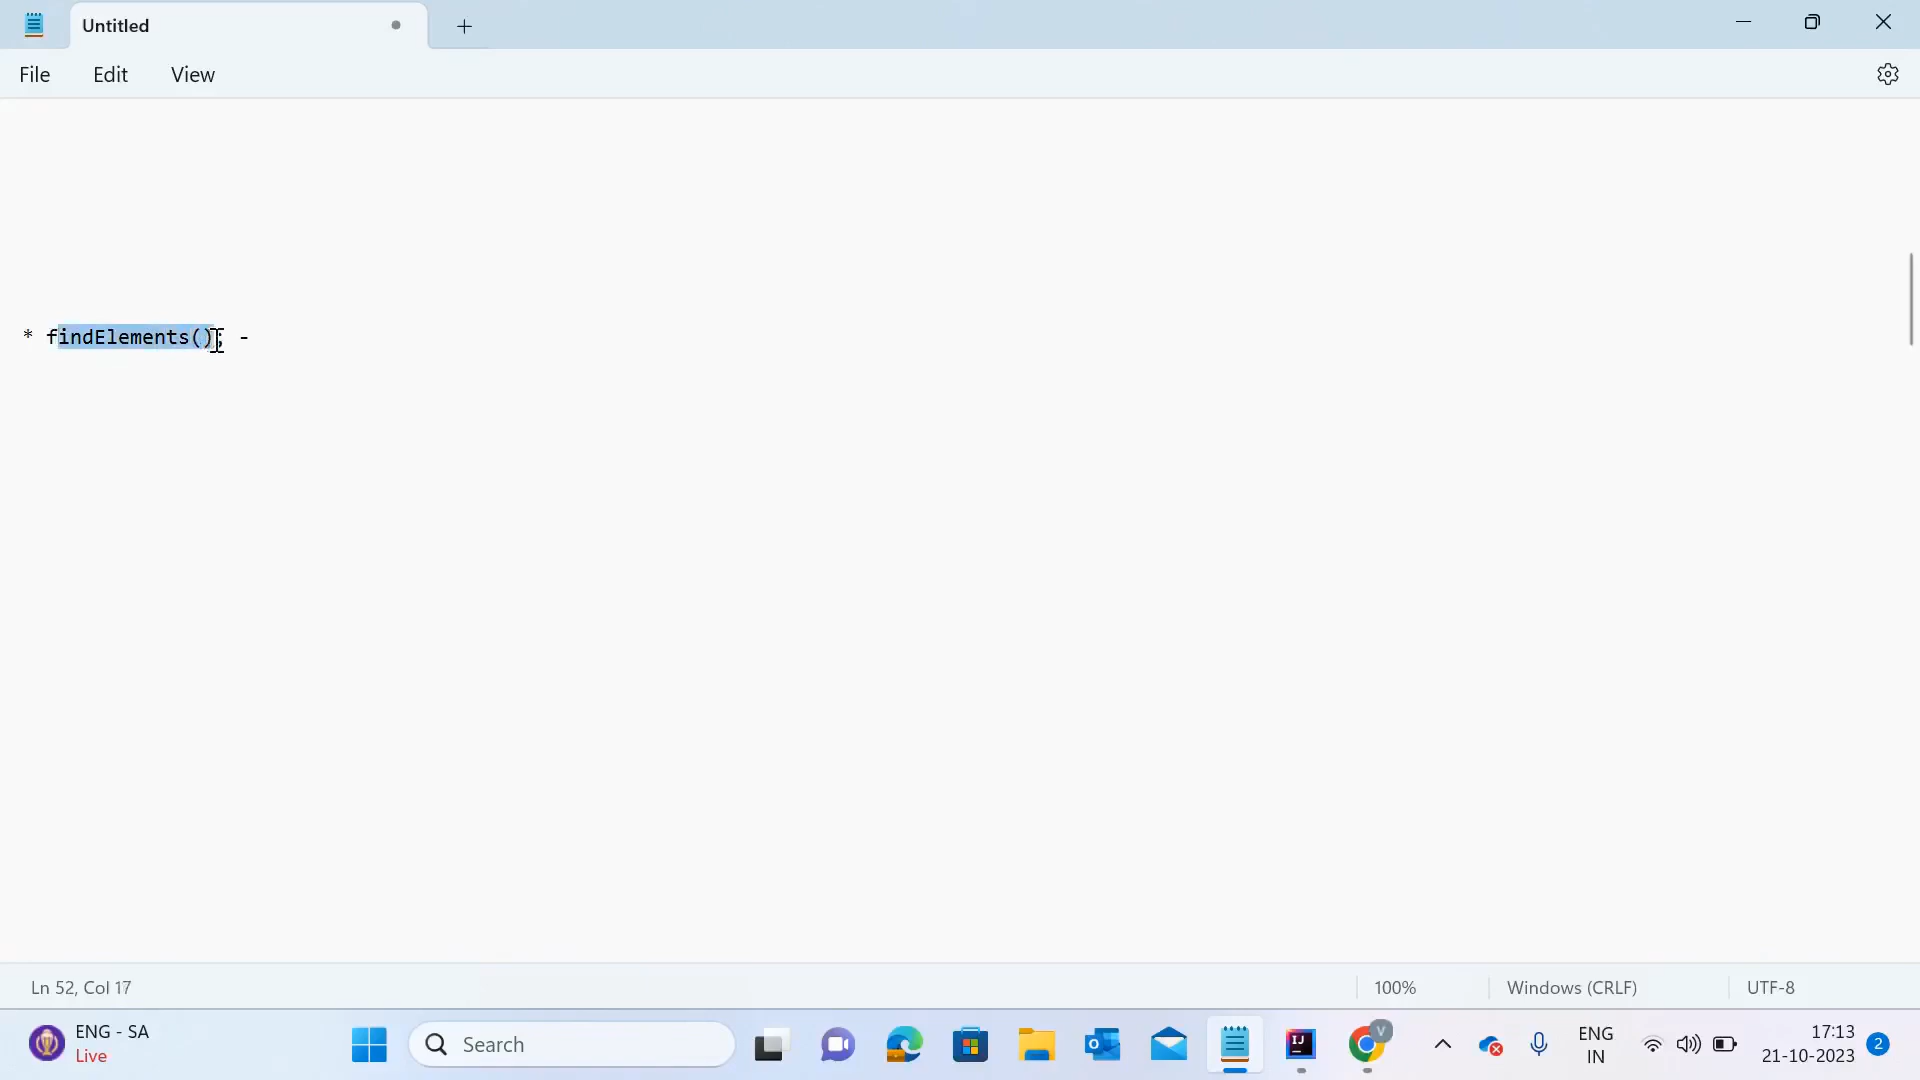 Untitled
File Edit View
* findElements(); -
Ln 52, Col 17 100% Windows (CRLF) UTF-8
ENG - SA
Live
Search
ENG
IN
17:13
21-10-2023
2
V
IJ